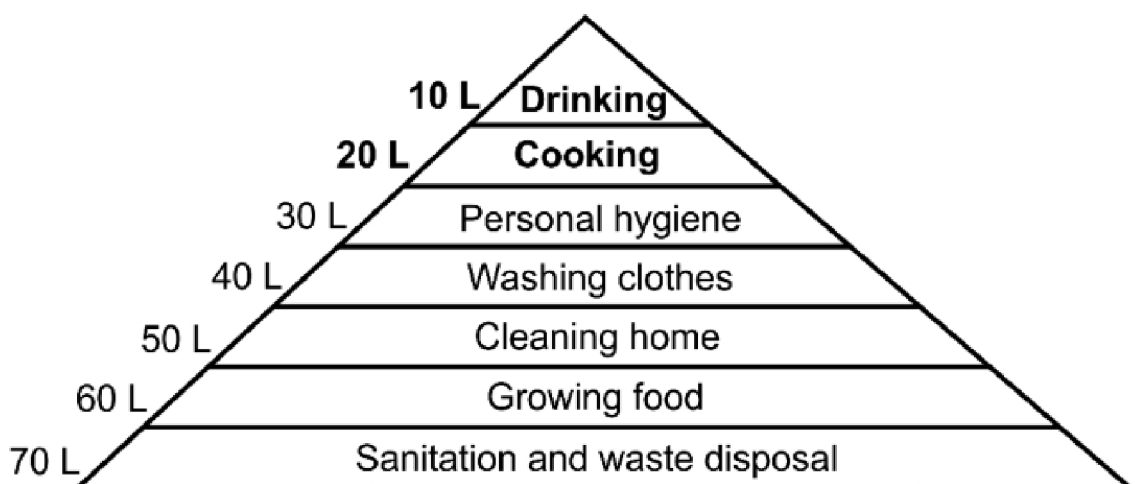 10 L Drinking
20 L Cooking
30 L Personal hygiene
40 L Washing clothes
50 L Cleaning home
60 L Growing food
70 L Sanitation and waste disposal